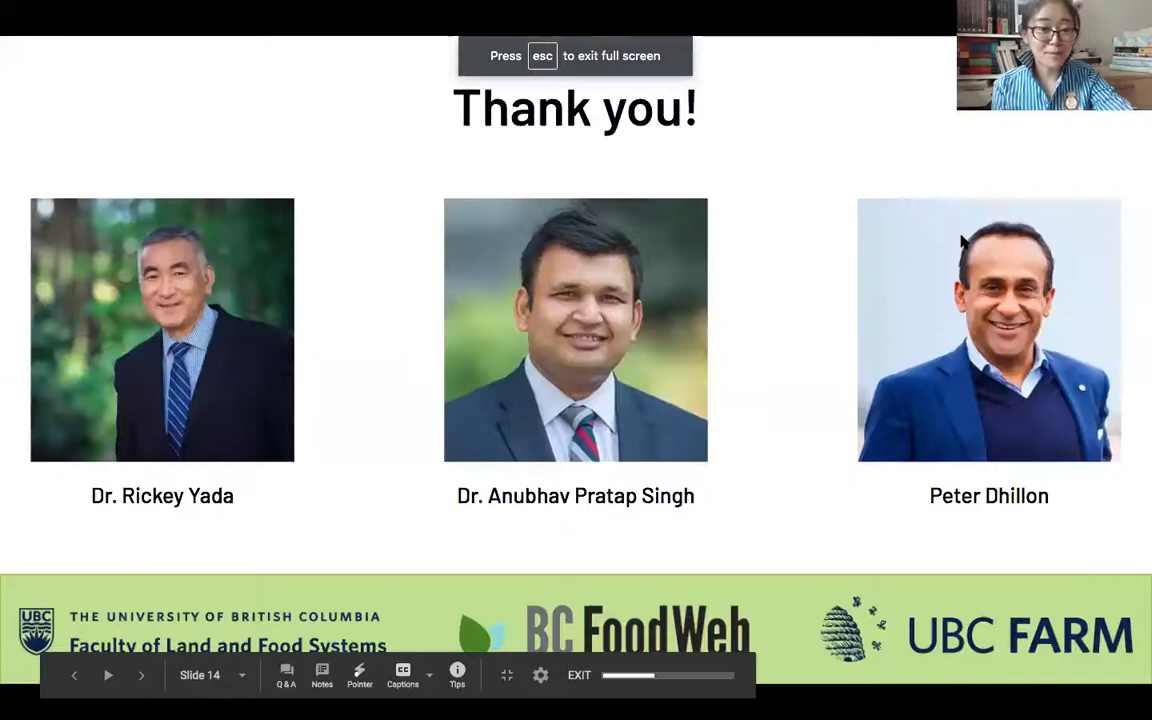 Press esc to exit full screen
Thank you!
Dr. Rickey Yada
Dr. Anubhav Pratap Singh
Peter Dhillon
UBC
THE UNIVERSITY OF BRITISH COLUMBIA
Faculty of Land and Food Systems
BC FoodWeb
UBC FARM
Slide 14
Q & A
Notes
Pointer
CC
Captions
Tips
EXIT